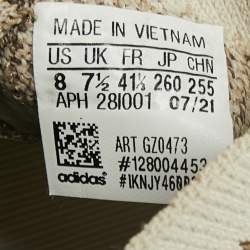 MADE IN VIETNAM
US UK FR JP CHN
8 7½ 41⅓ 260 255
APH 281001 07/21
ART GZ0473
#128004453
adidas